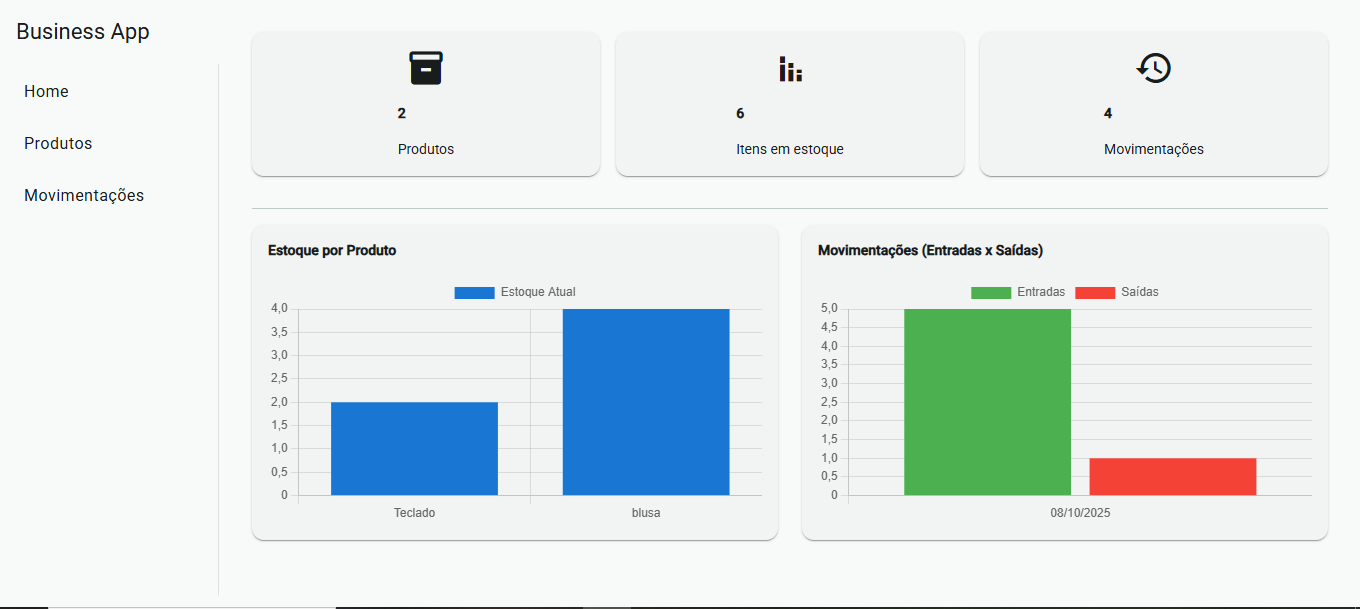 Business App
Home
Produtos
Movimentações
2
Produtos
6
Itens em estoque
4
Movimentações
Estoque por Produto
Estoque Atual
4,0
3,5
3,0
2,5
2,0
1,5
1,0
0,5
0
Teclado blusa
Movimentações (Entradas x Saídas)
Entradas Saídas
5,0
4,5
4,0
3,5
3,0
2,5
2,0
1,5
1,0
0,5
0
08/10/2025